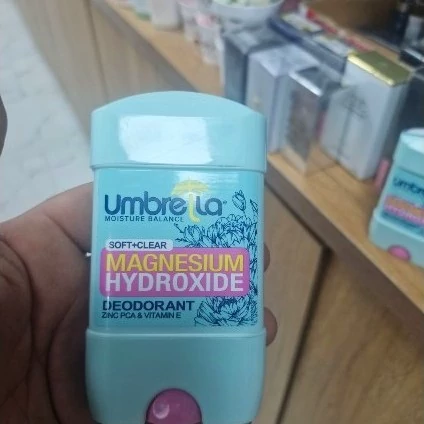 Umbrella
MOISTURE BALANCE
SOFT+CLEAR
MAGNESIUM
HYDROXIDE
DEODORANT
ZINC PCA & VITAMIN E